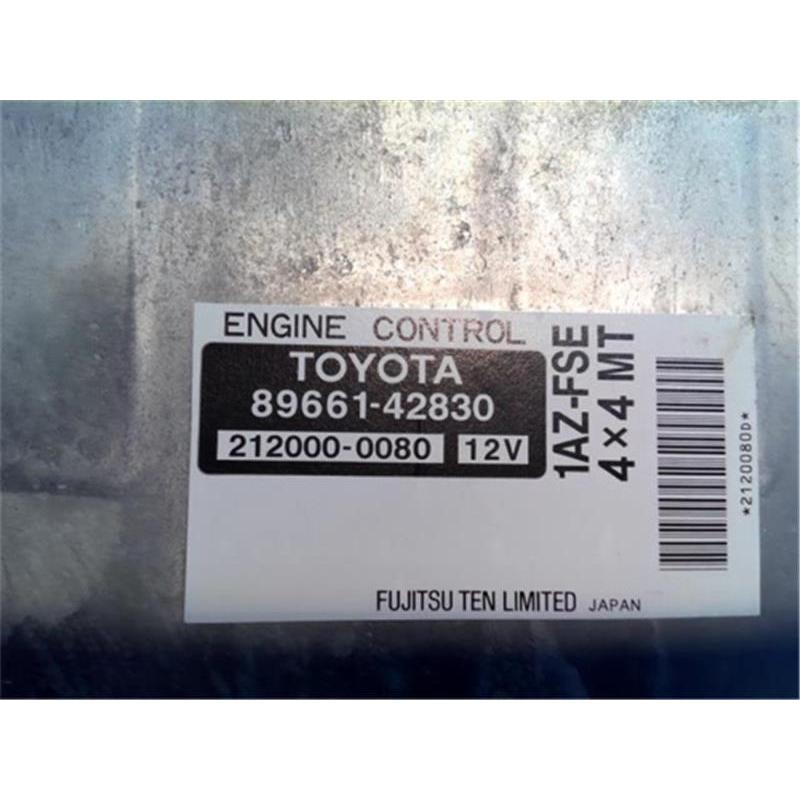 ENGINE CONTROL
TOYOTA
89661-42830
212000-0080 12V
1AZ-FSE
4×4 MT
*2120080D*
FUJITSU TEN LIMITED JAPAN